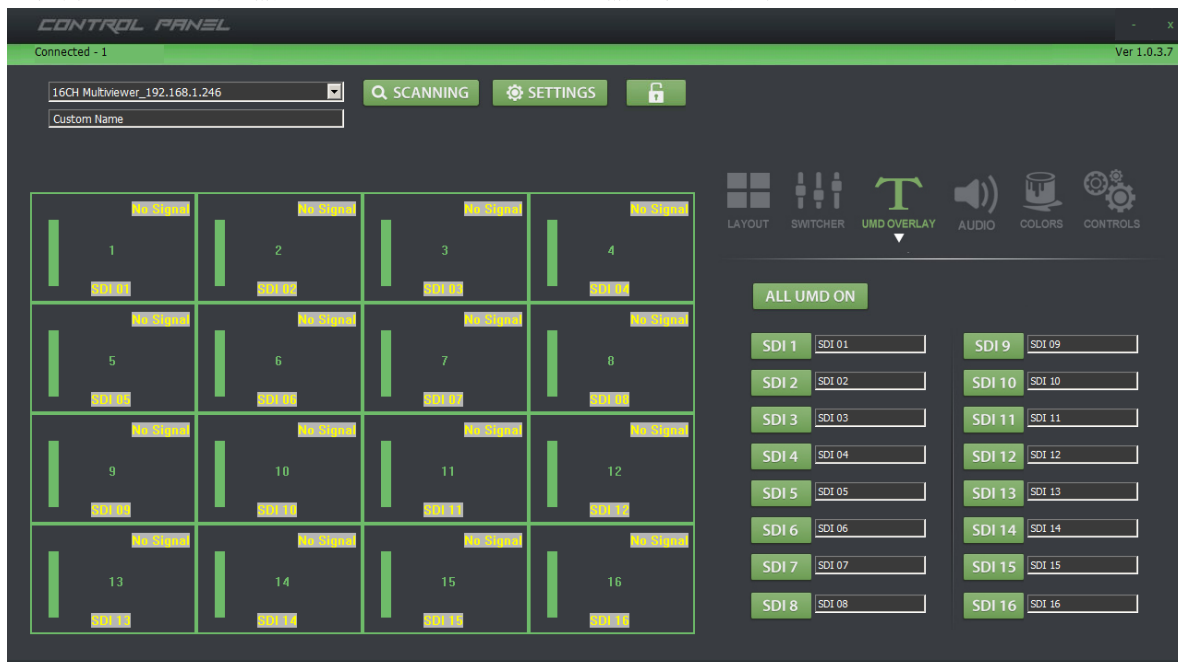 CONTROL PANEL
- x
Connected - 1
Ver 1.0.3.7
16CH Multiviewer_192.168.1.246
SCANNING
SETTINGS
Custom Name
LAYOUT
SWITCHER
UMD OVERLAY
AUDIO
COLORS
CONTROLS
No Signal No Signal No Signal No Signal
1 2 3 4
SDI 01 SDI 02 SDI 03 SDI 04
No Signal No Signal No Signal No Signal
5 6 7 8
SDI 05 SDI 06 SDI 07 SDI 08
No Signal No Signal No Signal No Signal
9 10 11 12
SDI 09 SDI 10 SDI 11 SDI 12
No Signal No Signal No Signal No Signal
13 14 15 16
SDI 13 SDI 14 SDI 15 SDI 16
ALL UMD ON
SDI 1 SDI 01
SDI 2 SDI 02
SDI 3 SDI 03
SDI 4 SDI 04
SDI 5 SDI 05
SDI 6 SDI 06
SDI 7 SDI 07
SDI 8 SDI 08
SDI 9 SDI 09
SDI 10 SDI 10
SDI 11 SDI 11
SDI 12 SDI 12
SDI 13 SDI 13
SDI 14 SDI 14
SDI 15 SDI 15
SDI 16 SDI 16